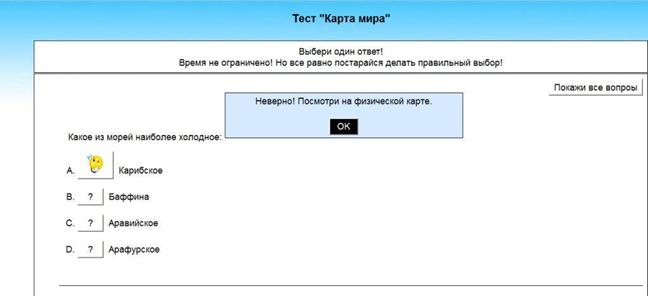 Тест "Карта мира"
Выбери один ответ!
Время не ограничено! Но все равно постарайся делать правильный выбор!
Покажи все вопросы
Неверно! Посмотри на физической карте.
OK
Какое из морей наиболее холодное:
A. Карибское
B. ? Баффина
C. ? Аравийское
D. ? Арафурское